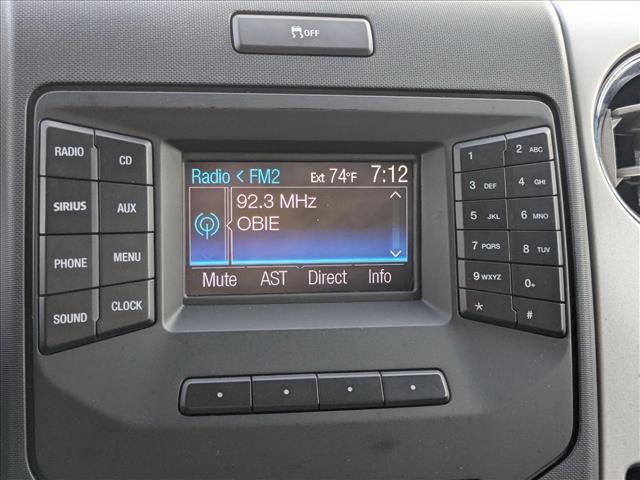 OFF
RADIO CD
SIRIUS AUX
PHONE MENU
SOUND CLOCK
Radio < FM2 Ext 74°F 7:12
92.3 MHz
OBIE
Mute AST Direct Info
1 2 ABC
3 DEF 4 GHI
5 JKL 6 MNO
7 PQRS 8 TUV
9 WXYZ 0+
* #